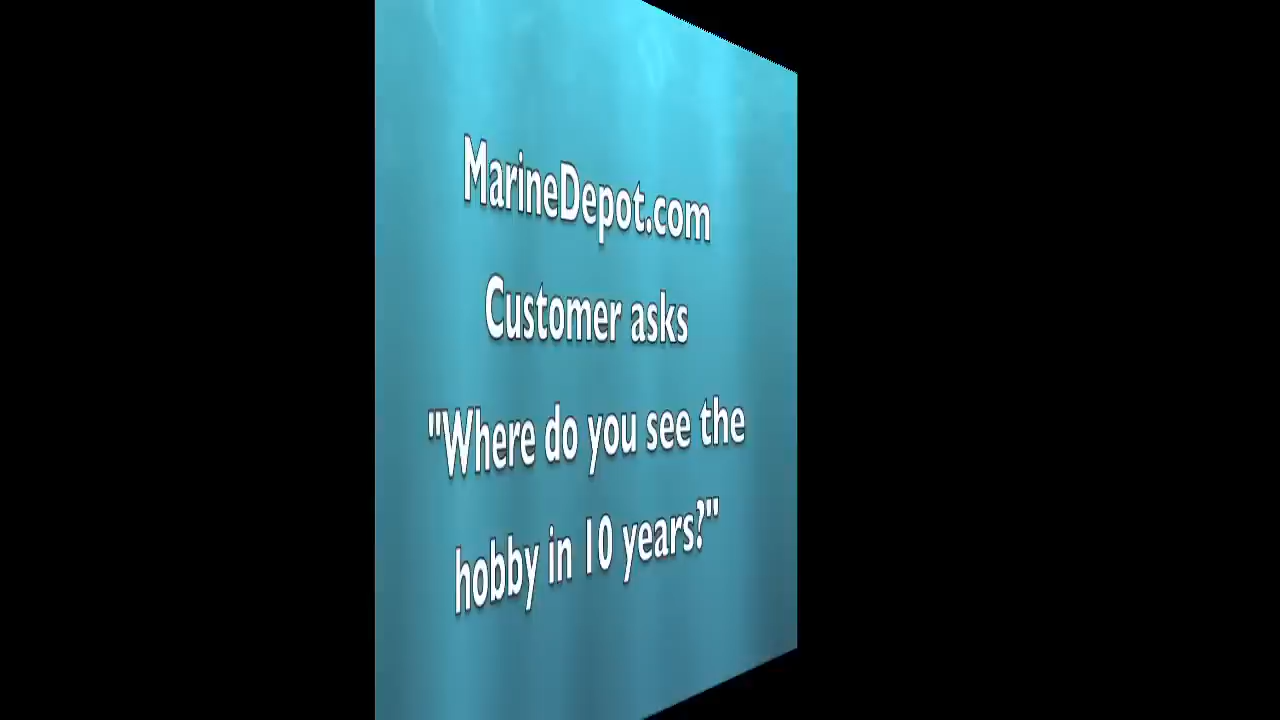 MarineDepot.com
Customer asks
"Where do you see the
hobby in 10 years?"